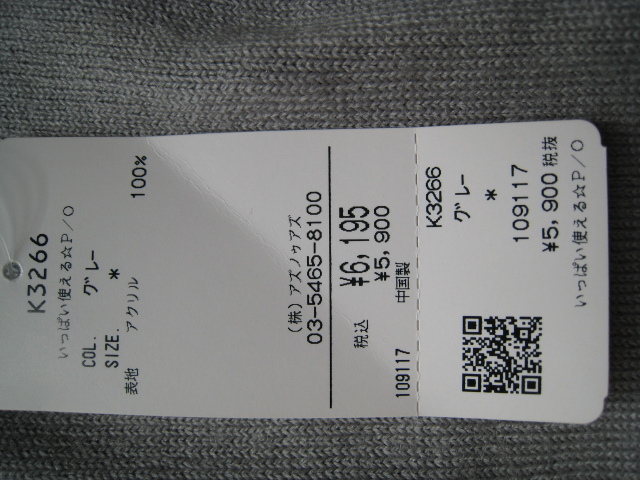 K3266
いっぱい使える☆P/O
COL. グレー
SIZE. *
表地 アクリル 100%
(株)アズノゥアズ
03-5465-8100
税込 ¥6,195
¥5,900
109117 中国製
K3266
グレー
*
109117
¥5,900 税抜
いっぱい使える☆P/O